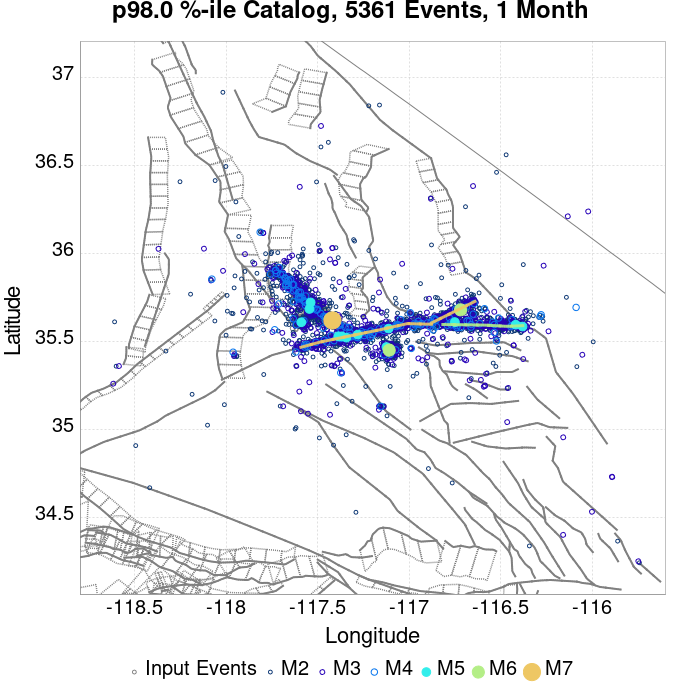 p98.0 %-ile Catalog, 5361 Events, 1 Month
37
36.5
36
35.5
35
34.5
Latitude
-118.5 -118 -117.5 -117 -116.5 -116
Longitude
Input Events M2 M3 M4 M5 M6 M7